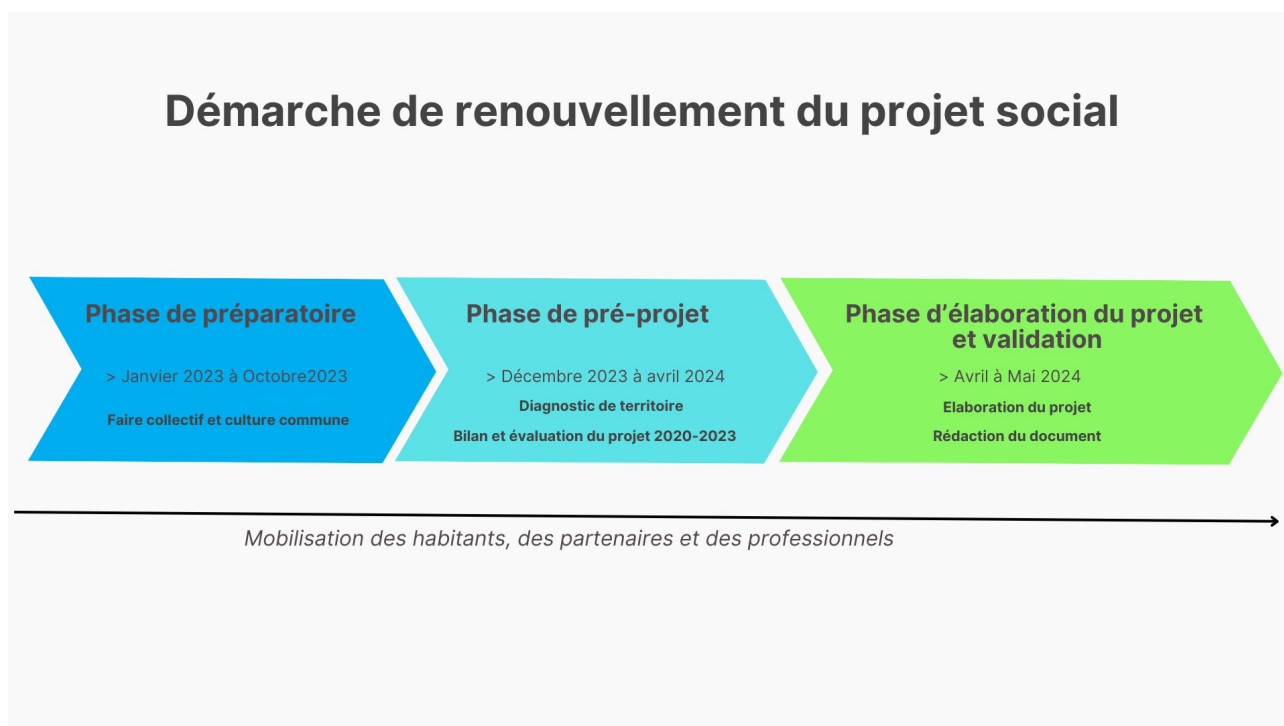 Démarche de renouvellement du projet social
Phase de préparatoire
> Janvier 2023 à Octobre2023
Faire collectif et culture commune
Phase de pré-projet
> Décembre 2023 à avril 2024
Diagnostic de territoire
Bilan et évaluation du projet 2020-2023
Phase d’élaboration du projet
et validation
> Avril à Mai 2024
Elaboration du projet
Rédaction du document
Mobilisation des habitants, des partenaires et des professionnels